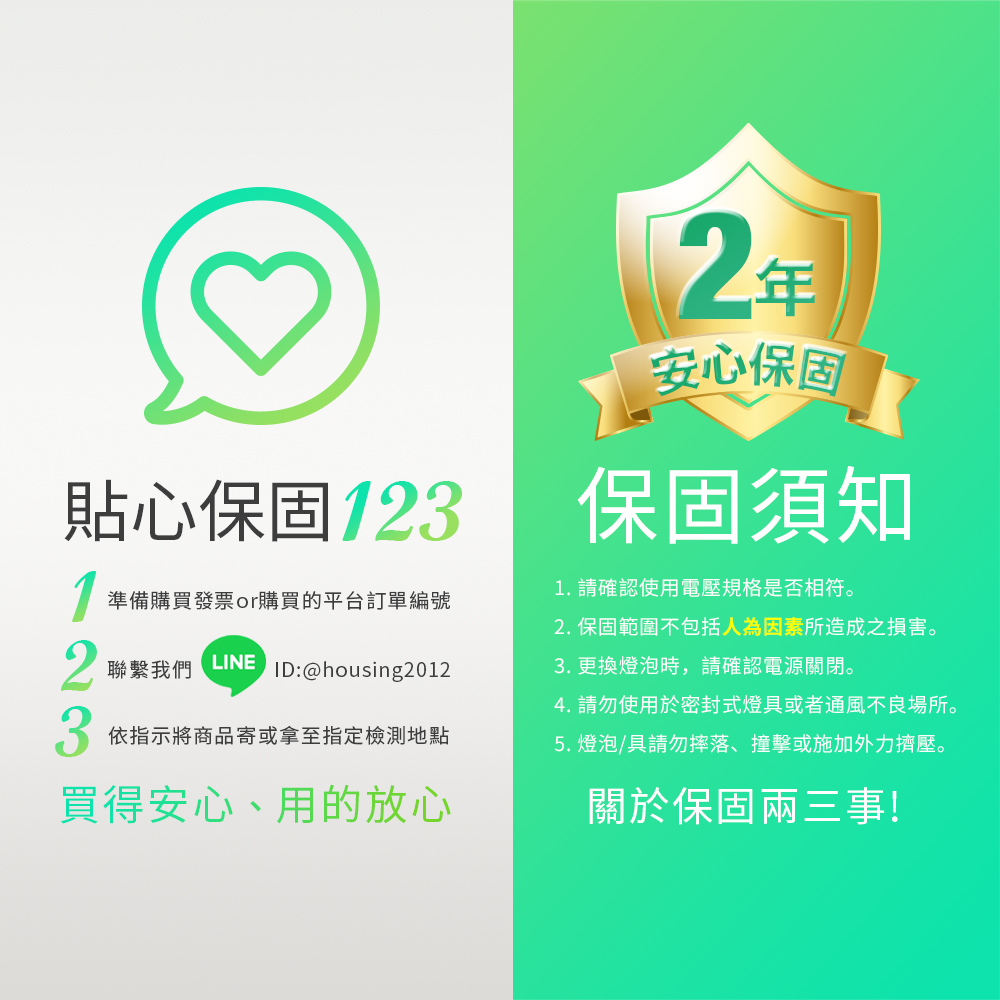 貼心保固123
1 準備購買發票or購買的平台訂單編號
2 聯繫我們 LINE ID:@housing2012
3 依指示將商品寄或拿至指定檢測地點
買得安心、用的放心
2年
安心保固
保固須知
1. 請確認使用電壓規格是否相符。
2. 保固範圍不包括人為因素所造成之損害。
3. 更換燈泡時，請確認電源關閉。
4. 請勿使用於密封式燈具或者通風不良場所。
5. 燈泡/具請勿摔落、撞擊或施加外力擠壓。
關於保固兩三事!